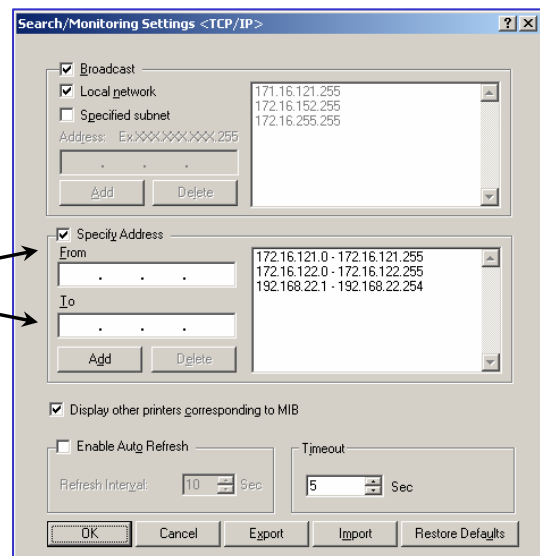 Search/Monitoring Settings <TCP/IP>
Broadcast
Local network
Specified subnet
Address: Ex.XXX.XXX.XXX.255
. . .
Add Delete
171.16.121.255
172.16.152.255
172.16.255.255
Specify Address
From
. . .
To
. . .
Add Delete
172.16.121.0 - 172.16.121.255
172.16.122.0 - 172.16.122.255
192.168.22.1 - 192.168.22.254
Display other printers corresponding to MIB
Enable Auto Refresh
Refresh Interval: 10 Sec
Timeout
5 Sec
OK Cancel Export Import Restore Defaults